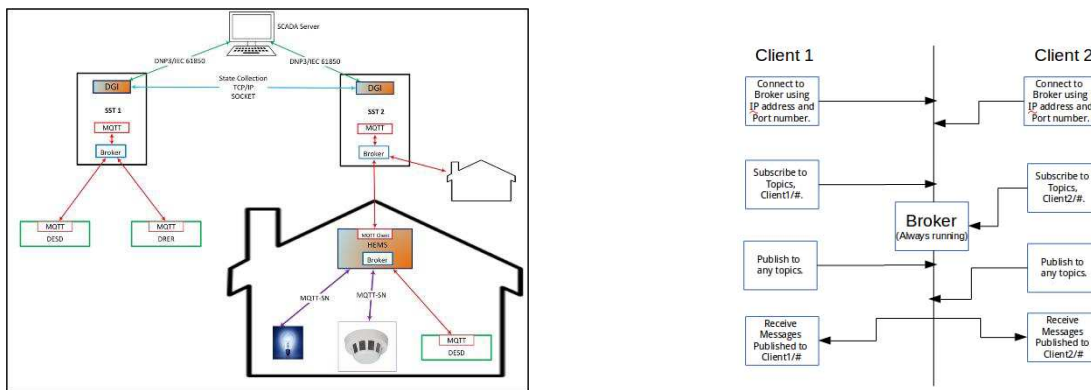 SCADA Server
DNP3/IEC 61850
DNP3/IEC 61850
State Collection
TCP/IP
SOCKET
DGI
DGI
SST 1
SST 2
MQTT
MQTT
Broker
Broker
MQTT
DESD
MQTT
DRER
MQTT Client
HEMS
Broker
MQTT-SN
MQTT-SN
MQTT
DESD
Client 1
Client 2
Connect to
Broker using
IP address and
Port number.
Connect to
Broker using
IP address and
Port number.
Subscribe to
Topics,
Client1/#.
Subscribe to
Topics,
Client2/#.
Broker
(Always running)
Publish to
any topics.
Publish to
any topics.
Receive
Messages
Published to
Client1/#
Receive
Messages
Published to
Client2/#